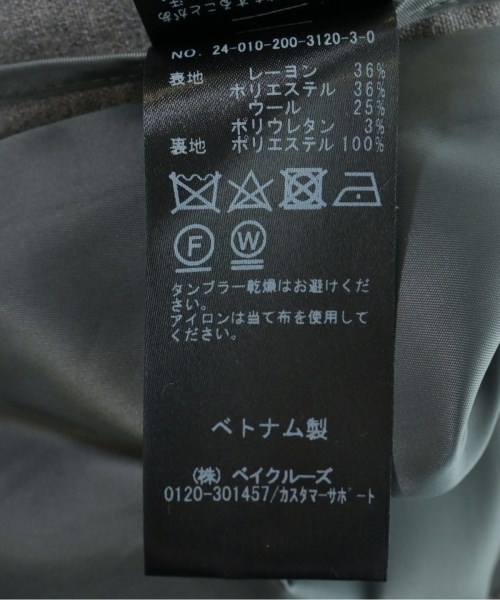 NO. 24-010-200-3120-3-0
表地 レーヨン 36%
ポリエステル 36%
ウール 25%
ポリウレタン 3%
裏地 ポリエステル 100%
F W
タンブラー乾燥はお避けくだ
さい。
アイロンは当て布を使用して
ください。
ベトナム製
(株) ベイクルーズ
0120-301457/カスタマーサポート